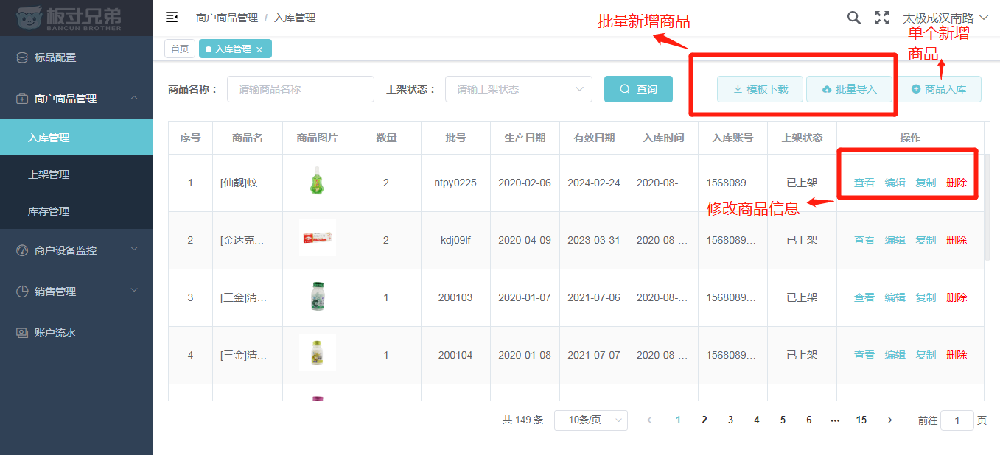 板寸兄弟
BANCUN BROTHER
商户商品管理 / 入库管理
太极成汉南路
批量新增商品
单个新增
商品
首页
入库管理 ×
标品配置
商户商品管理
入库管理
上架管理
库存管理
商户设备监控
销售管理
账户流水
商品名称： 请输入商品名称 上架状态： 请输入上架状态 查询 模板下载 批量导入 商品入库
序号 商品名 商品图片 数量 批号 生产日期 有效日期 入库时间 入库账号 上架状态 操作
1 [仙靓]蚊... 2 ntpy0225 2020-02-06 2024-02-24 2020-08-... 1568089... 已上架 查看 编辑 复制 删除
修改商品信息
2 [金达克... 2 kdj09lf 2020-04-09 2023-03-31 2020-08-... 1568089... 已上架 查看 编辑 复制 删除
3 [三金]清... 1 200103 2020-01-07 2021-07-06 2020-08-... 1568089... 已上架 查看 编辑 复制 删除
4 [三金]清... 1 200104 2020-01-08 2021-07-07 2020-08-... 1568089... 已上架 查看 编辑 复制 删除
共 149 条 10条/页 1 2 3 4 5 6 ••• 15 前往 1 页